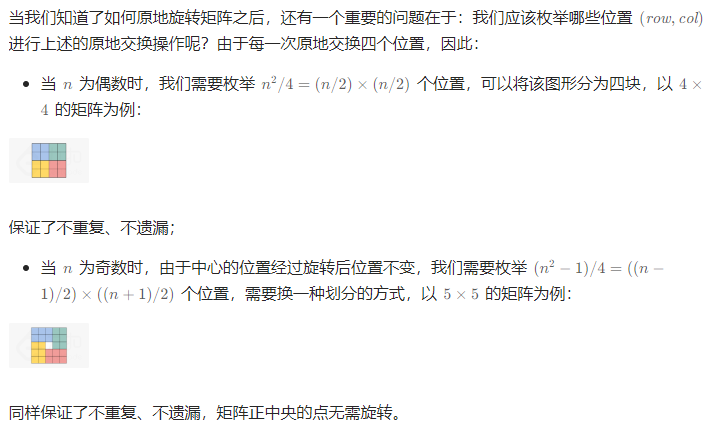 当我们知道了如何原地旋转矩阵之后，还有一个重要的问题在于：我们应该枚举哪些位置 (row, col)
进行上述的原地交换操作呢？由于每一次原地交换四个位置，因此：
• 当 n 为偶数时，我们需要枚举 n²/4 = (n/2) × (n/2) 个位置，可以将该图形分为四块，以 4 ×
4 的矩阵为例：
保证了不重复、不遗漏；
• 当 n 为奇数时，由于中心的位置经过旋转后位置不变，我们需要枚举 (n² − 1)/4 = ((n −
1)/2) × ((n + 1)/2) 个位置，需要换一种划分的方式，以 5 × 5 的矩阵为例：
同样保证了不重复、不遗漏，矩阵正中央的点无需旋转。